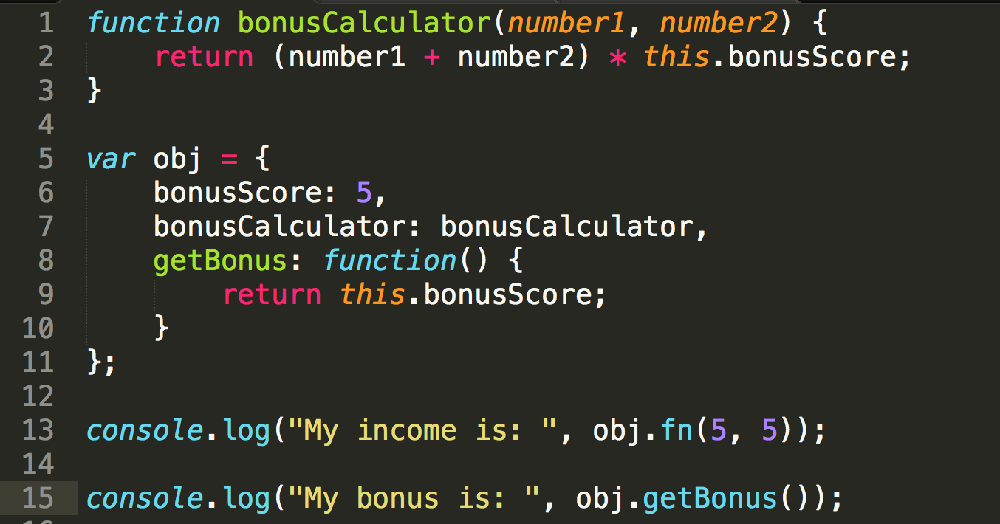 1 function bonusCalculator(number1, number2) {
2     return (number1 + number2) * this.bonusScore;
3 }
4
5 var obj = {
6     bonusScore: 5,
7     bonusCalculator: bonusCalculator,
8     getBonus: function() {
9         return this.bonusScore;
10     }
11 };
12
13 console.log("My income is: ", obj.fn(5, 5));
14
15 console.log("My bonus is: ", obj.getBonus());